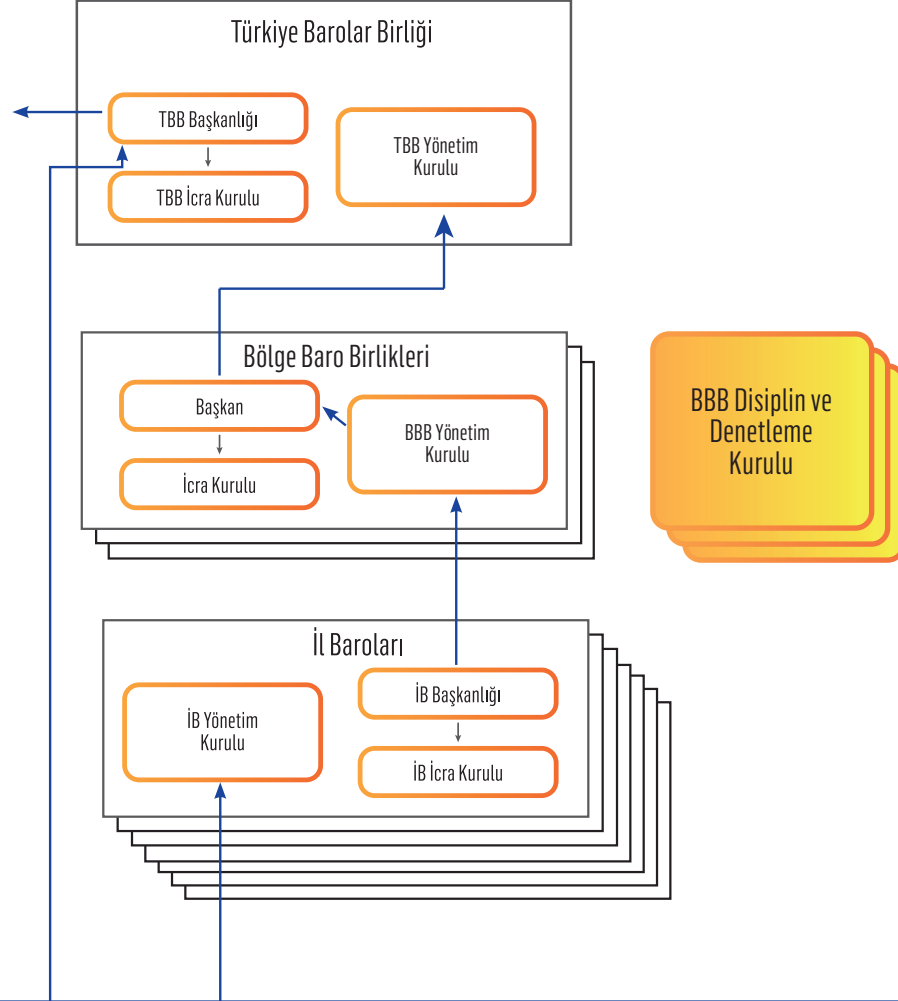 Türkiye Barolar Birliği
TBB Başkanlığı
TBB İcra Kurulu
TBB Yönetim
Kurulu
Bölge Baro Birlikleri
Başkan
İcra Kurulu
BBB Yönetim
Kurulu
BBB Disiplin ve
Denetleme
Kurulu
İl Baroları
İB Yönetim
Kurulu
İB Başkanlığı
İB İcra Kurulu